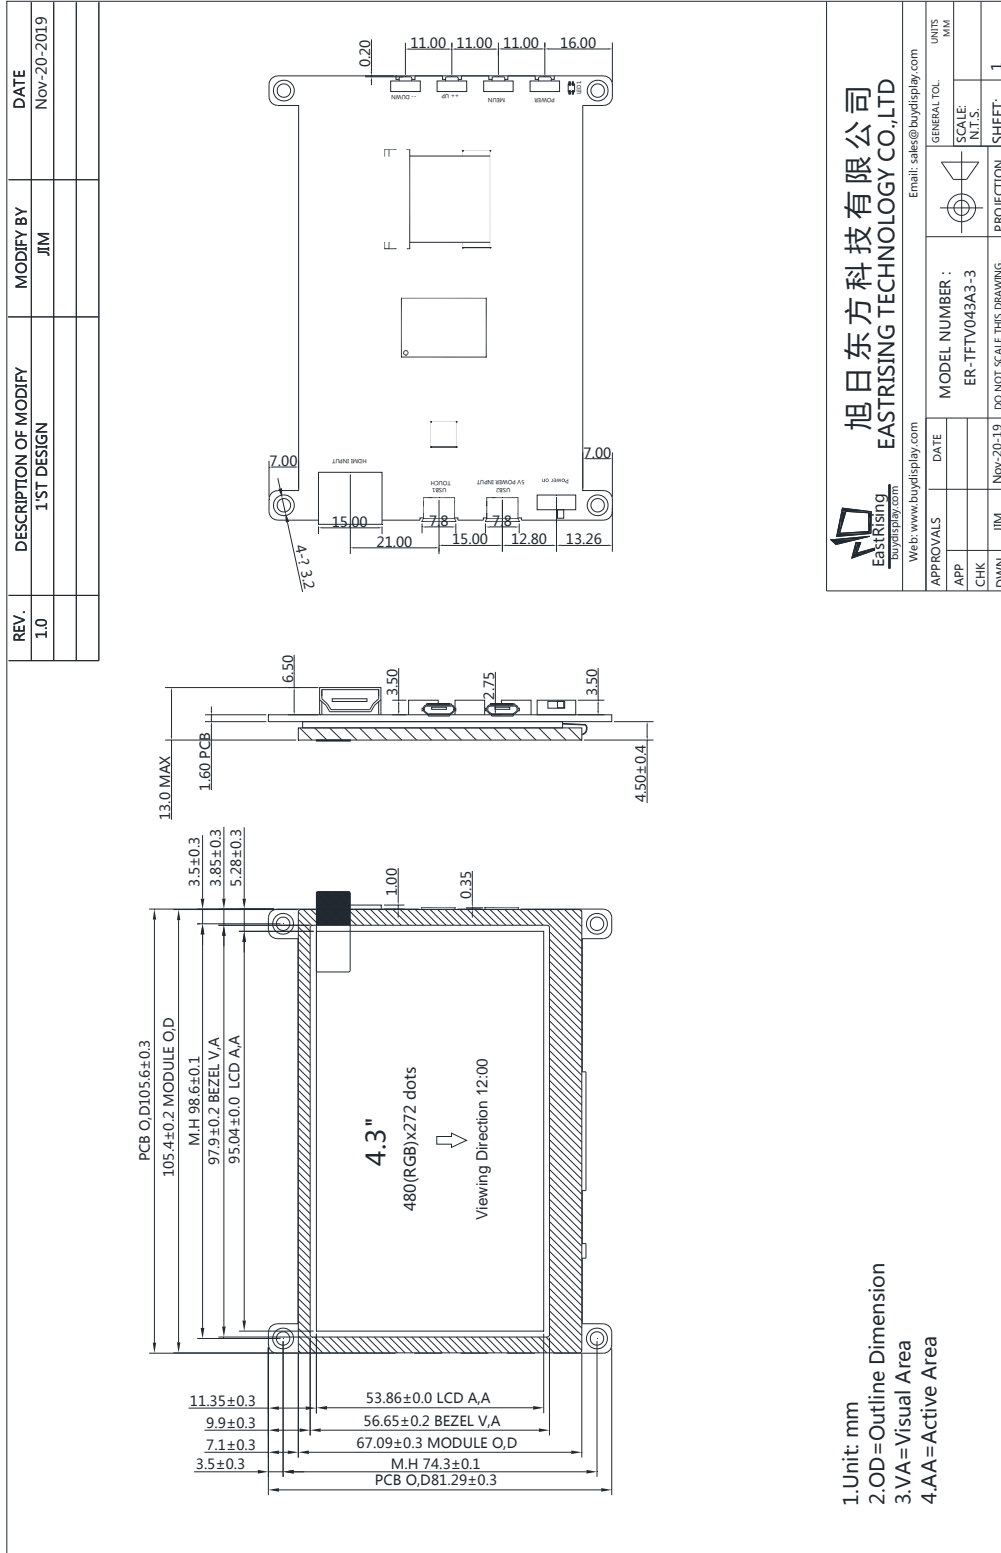 REV.
DESCRIPTION OF MODIFY
MODIFY BY
DATE
1.0
1'ST DESIGN
JIM
Nov-20-2019
0.20
11.00
11.00
11.00
16.00
-- DUWN
++ UP
MEUN
POWER
7.00
7.00
HDME INPUT
USB1
TOUCH
USB2
5V POWER INPUT
Power on
15.00
7.8
7.8
21.00
15.00
12.80
13.26
4-? 3.2
13.0 MAX
1.60 PCB
6.50
3.50
2.75
3.50
4.50±0.4
PCB O,D105.6±0.3
105.4±0.2 MODULE O,D
M.H 98.6±0.1
97.9±0.2 BEZEL V,A
95.04±0.0 LCD A,A
3.5±0.3
3.85±0.3
5.28±0.3
1.00
0.35
4.3"
480(RGB)x272 dots
Viewing Direction 12:00
11.35±0.3
53.86±0.0 LCD A,A
9.9±0.3
56.65±0.2 BEZEL V,A
7.1±0.3
67.09±0.3 MODULE O,D
3.5±0.3
M.H 74.3±0.1
PCB O,D81.29±0.3
1.Unit: mm
2.OD=Outline Dimension
3.VA=Visual Area
4.AA=Active Area
EastRising
buydisplay.com
旭日东方科技有限公司
EASTRISING TECHNOLOGY CO.,LTD
Web: www.buydisplay.com
Email: sales@buydisplay.com
APPROVALS
DATE
MODEL NUMBER :
ER-TFTV043A3-3
GENERAL TOL.
UNITS
MM
APP
CHK
SCALE:
N.T.S.
DWN
JIM
Nov-20-19
DO NOT SCALE THIS DRAWING
PROJECTION
SHEET:
1